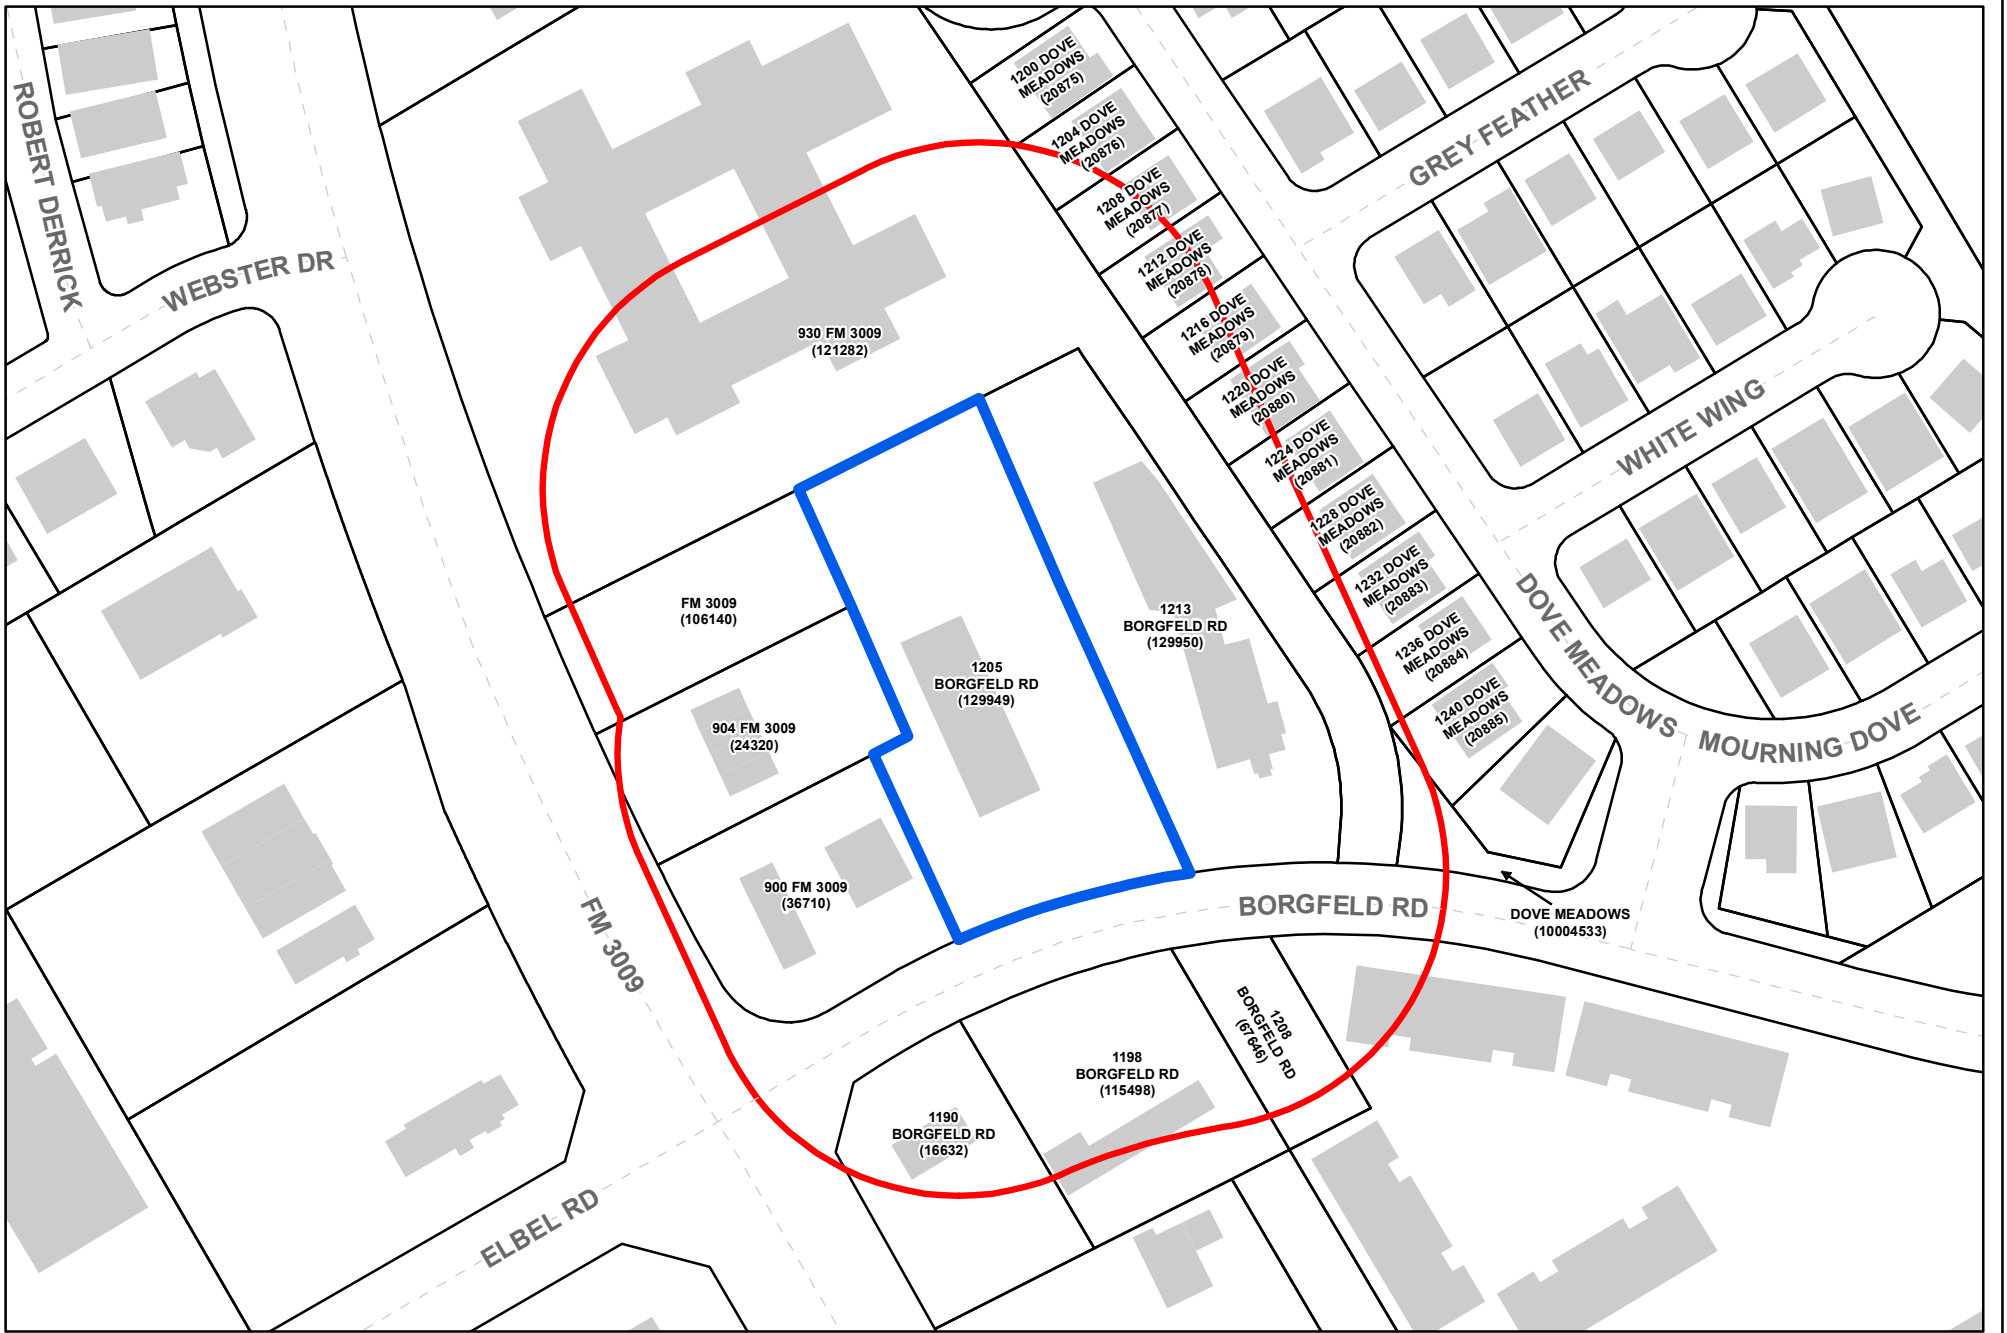 1200 DOVE
MEADOWS
(20875)
ROBERT DERRICK
GREY FEATHER
1204 DOVE
MEADOWS
(20876)
1208 DOVE
MEADOWS
(20877)
WEBSTER DR
1212 DOVE
MEADOWS
(20878)
1216 DOVE
MEADOWS
(20879)
930 FM 3009
(121282)
1220 DOVE
MEADOWS
(20880)
WHITE WING
1224 DOVE
MEADOWS
(20881)
1228 DOVE
MEADOWS
(20882)
1232 DOVE
MEADOWS
(20883)
FM 3009
(106140)
1213
BORGFELD RD
(129950)
DOVE MEADOWS
1236 DOVE
MEADOWS
(20884)
1205
BORGFELD RD
(129949)
1240 DOVE
MEADOWS
(20885)
904 FM 3009
(24320)
MOURNING DOVE
900 FM 3009
(36710)
BORGFELD RD
DOVE MEADOWS
(10004533)
FM 3009
1208
BORGFELD RD
(67646)
1198
BORGFELD RD
(115498)
1190
BORGFELD RD
(16632)
ELBEL RD